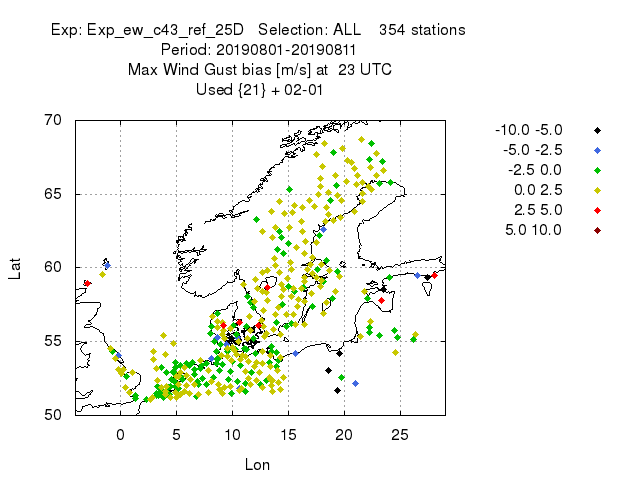 Exp: Exp_ew_c43_ref_25D   Selection: ALL    354 stations
Period: 20190801-20190811
Max Wind Gust bias [m/s] at  23 UTC
Used {21} + 02-01
70
65
60
55
50
Lat
0 5 10 15 20 25
Lon
-10.0 -5.0
-5.0 -2.5
-2.5 0.0
0.0 2.5
2.5 5.0
5.0 10.0